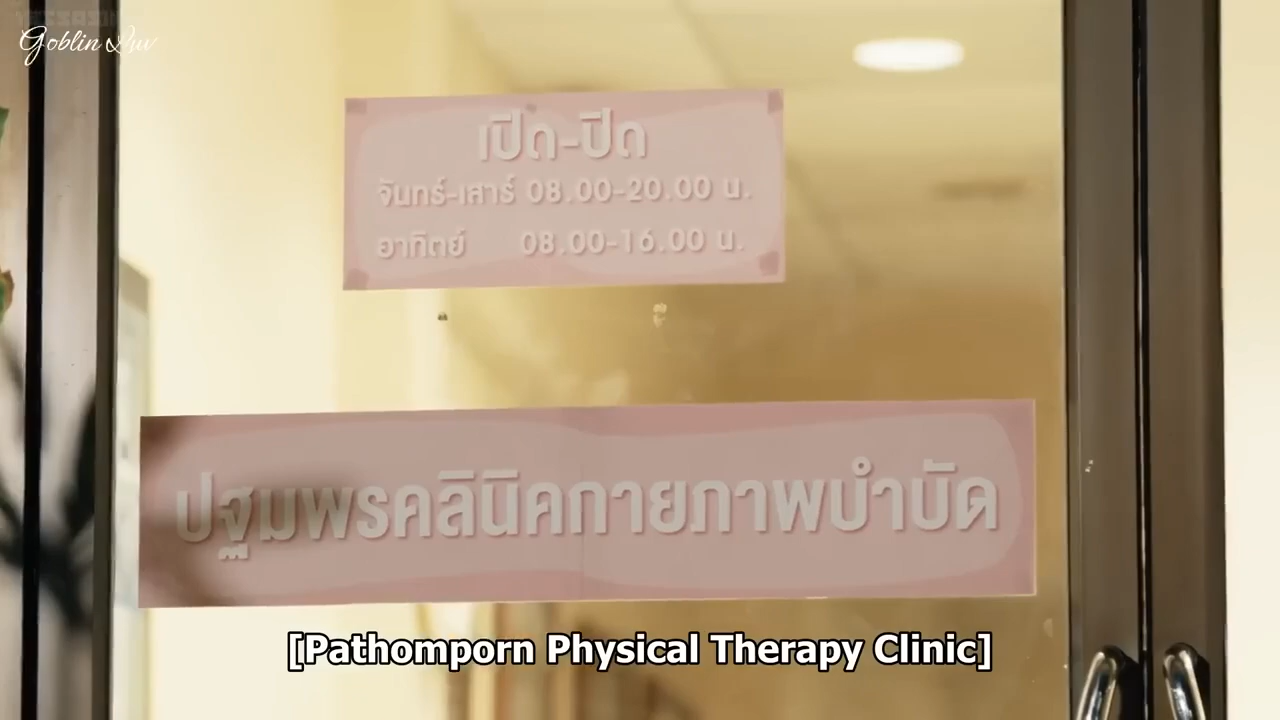 Goblin Luv
เปิด-ปิด
จันทร์-เสาร์ 08.00-20.00 น.
อาทิตย์ 08.00-16.00 น.
ปฐมพรคลินิคกายภาพบำบัด
[Pathomporn Physical Therapy Clinic]